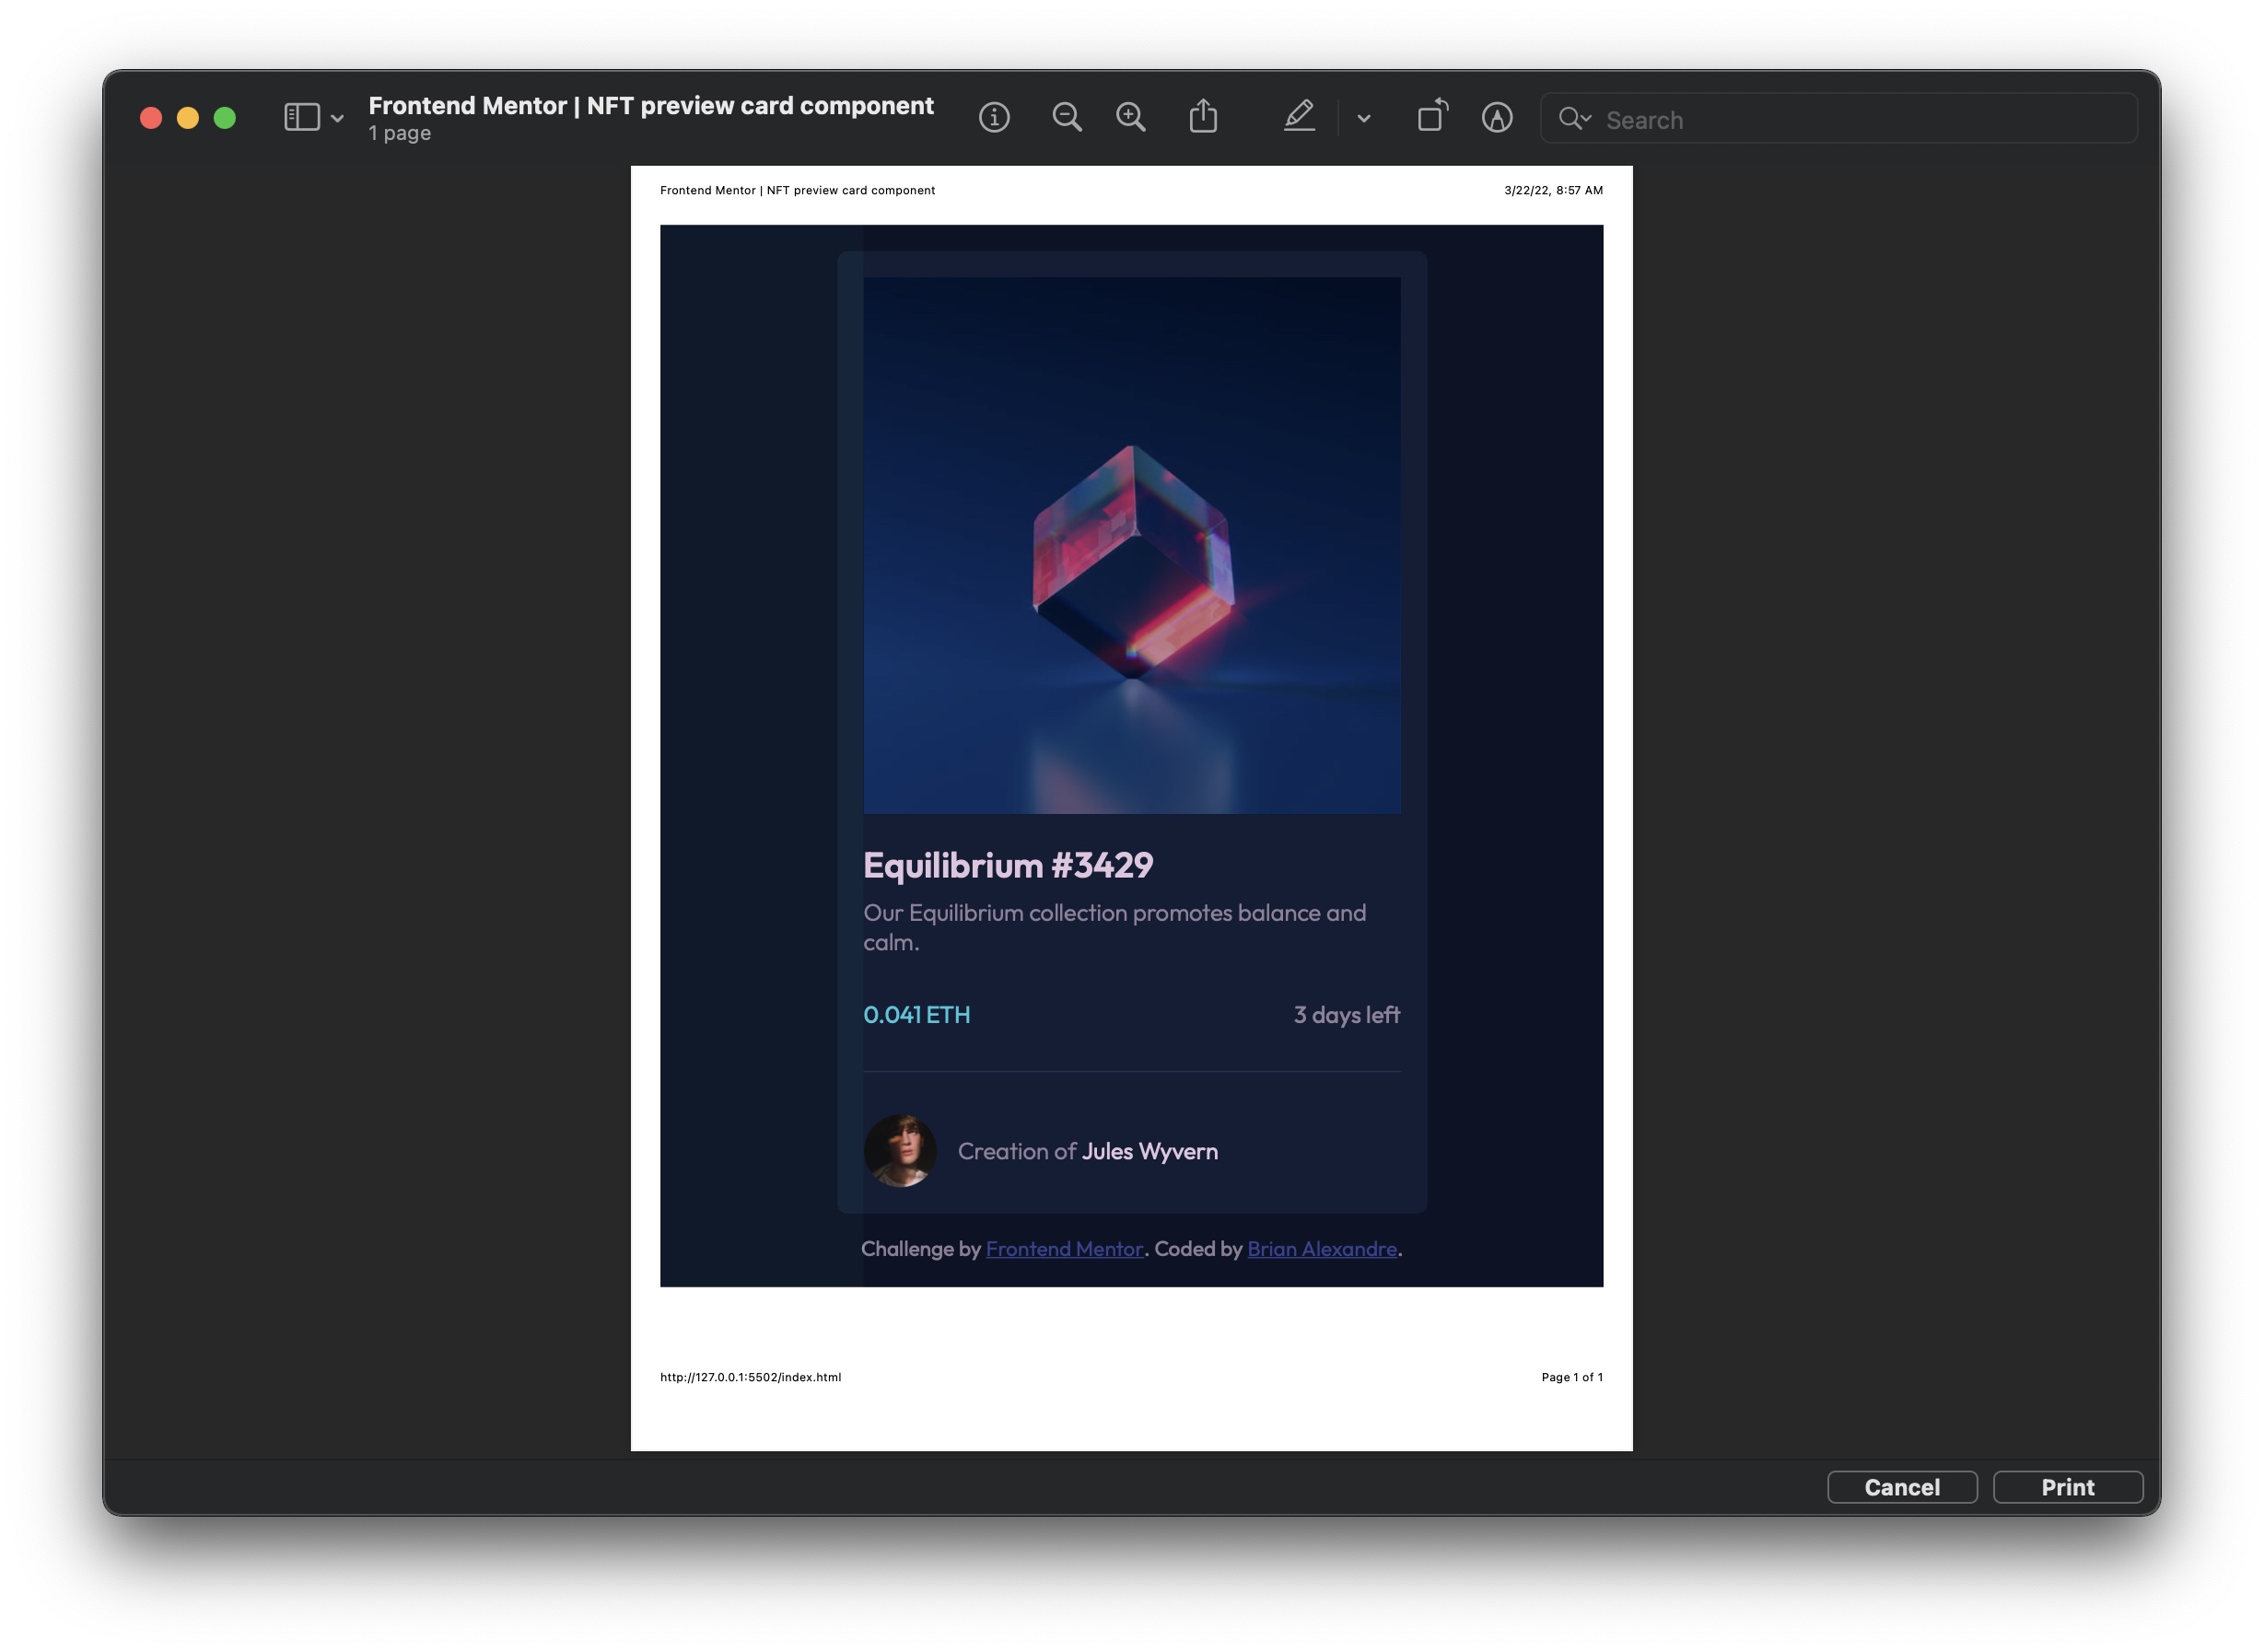 Frontend Mentor | NFT preview card component
1 page
Search
Frontend Mentor | NFT preview card component 3/22/22, 8:57 AM
Equilibrium #3429
Our Equilibrium collection promotes balance and
calm.
0.041 ETH 3 days left
Creation of Jules Wyvern
Challenge by Frontend Mentor. Coded by Brian Alexandre.
http://127.0.0.1:5502/index.html Page 1 of 1
Cancel Print